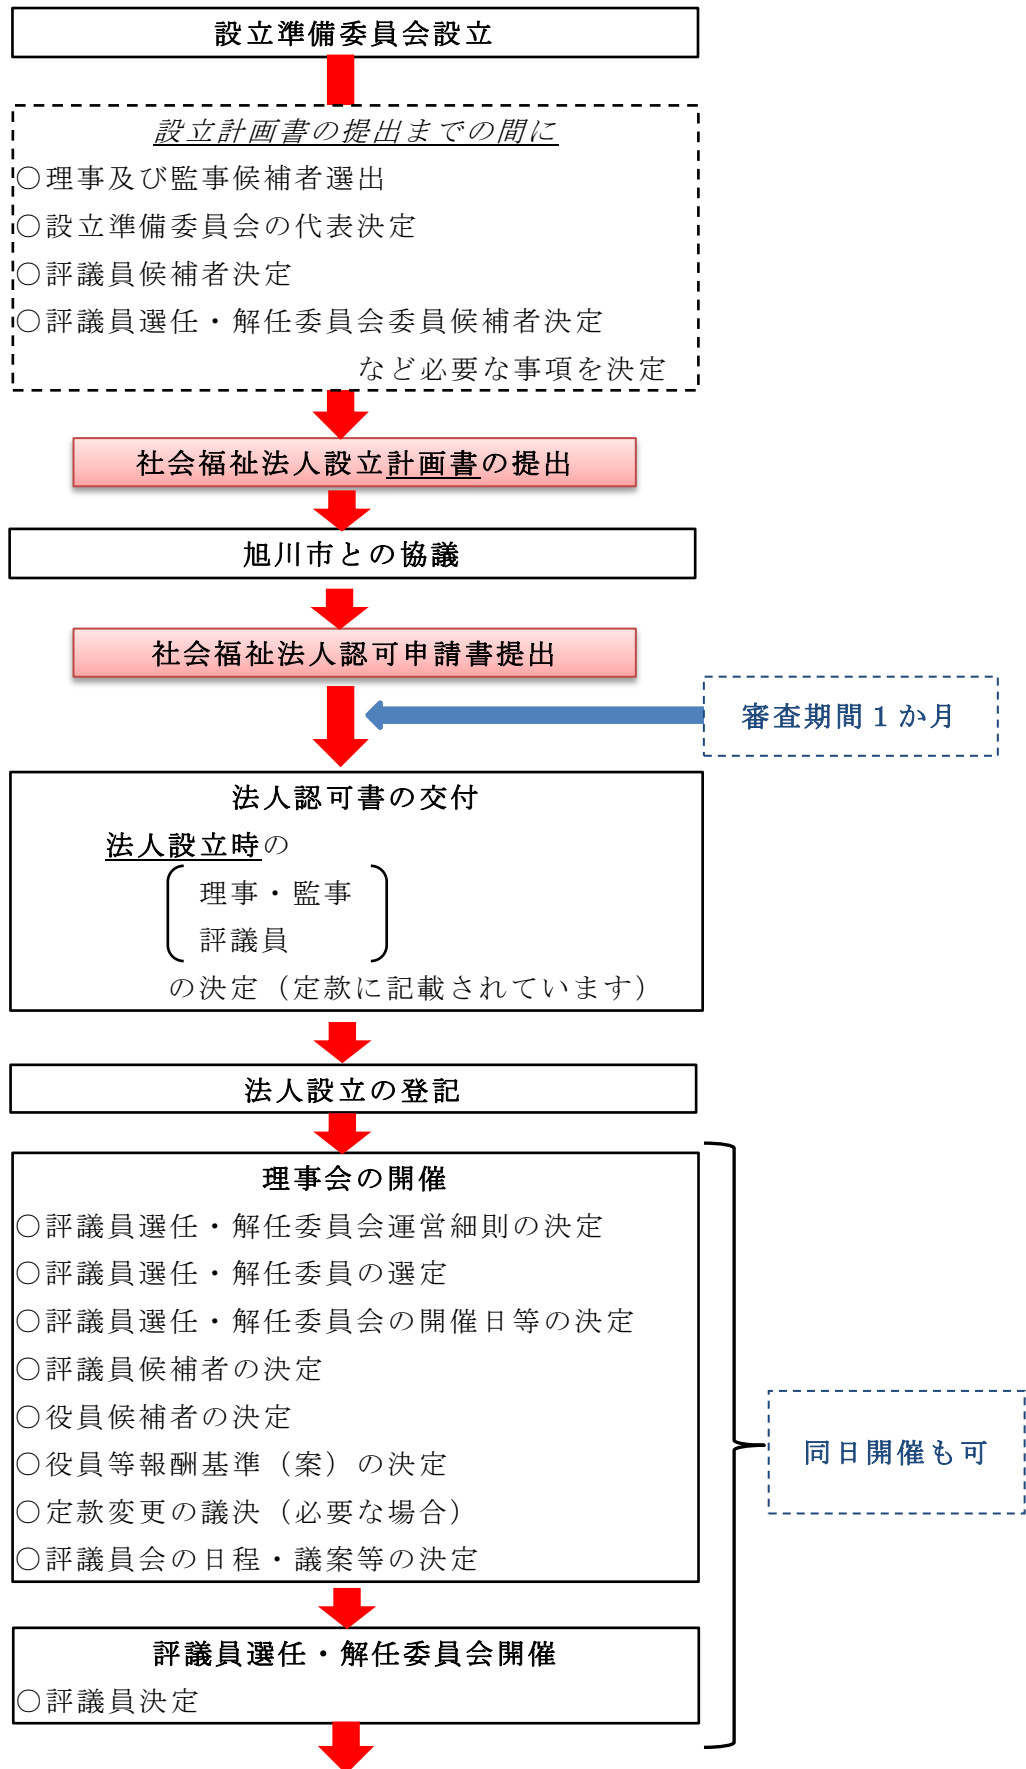 設立準備委員会設立
設立計画書の提出までの間に
○理事及び監事候補者選出
○設立準備委員会の代表決定
○評議員候補者決定
○評議員選任・解任委員会委員候補者決定
など必要な事項を決定
社会福祉法人設立計画書の提出
旭川市との協議
社会福祉法人認可申請書提出
審査期間１か月
法人認可書の交付
法人設立時の
理事・監事
評議員
の決定（定款に記載されています）
法人設立の登記
理事会の開催
○評議員選任・解任委員会運営細則の決定
○評議員選任・解任委員の選定
○評議員選任・解任委員会の開催日等の決定
○評議員候補者の決定
○役員候補者の決定
○役員等報酬基準（案）の決定
○定款変更の議決（必要な場合）
○評議員会の日程・議案等の決定
同日開催も可
評議員選任・解任委員会開催
○評議員決定